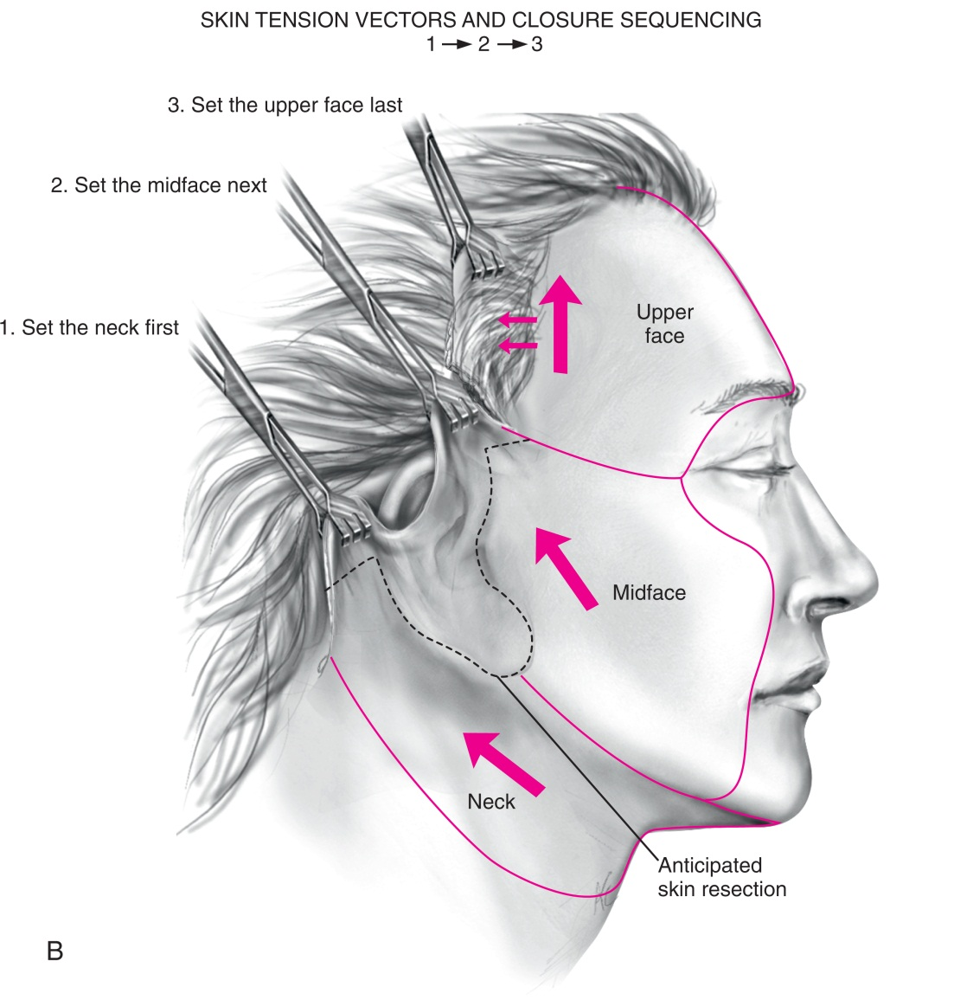 SKIN TENSION VECTORS AND CLOSURE SEQUENCING
1 → 2 → 3
3. Set the upper face last
2. Set the midface next
1. Set the neck first
Upper
face
Midface
Neck
Anticipated
skin resection
B